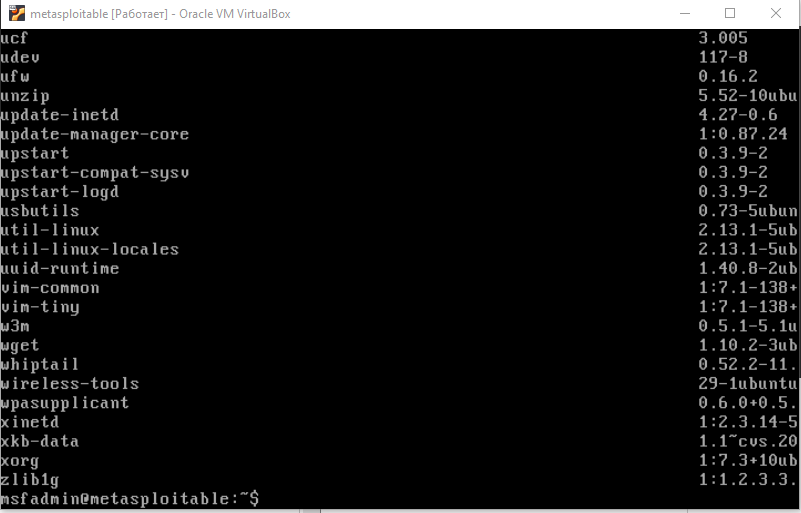 metasploitable [Работает] - Oracle VM VirtualBox
ucf 3.005
udev 117-8
ufw 0.16.2
unzip 5.52-10ubu
update-inetd 4.27-0.6
update-manager-core 1:0.87.24
upstart 0.3.9-2
upstart-compat-sysv 0.3.9-2
upstart-logd 0.3.9-2
usbutils 0.73-5ubun
util-linux 2.13.1-5ub
util-linux-locales 2.13.1-5ub
uuid-runtime 1.40.8-2ub
vim-common 1:7.1-138+
vim-tiny 1:7.1-138+
w3m 0.5.1-5.1u
wget 1.10.2-3ub
whiptail 0.52.2-11.
wireless-tools 29-1ubuntu
wpasupplicant 0.6.0+0.5.
xinetd 1:2.3.14-5
xkb-data 1.1~cvs.20
xorg 1:7.3+10ub
zlib1g 1:1.2.3.3.
msfadmin@metasploitable:~$